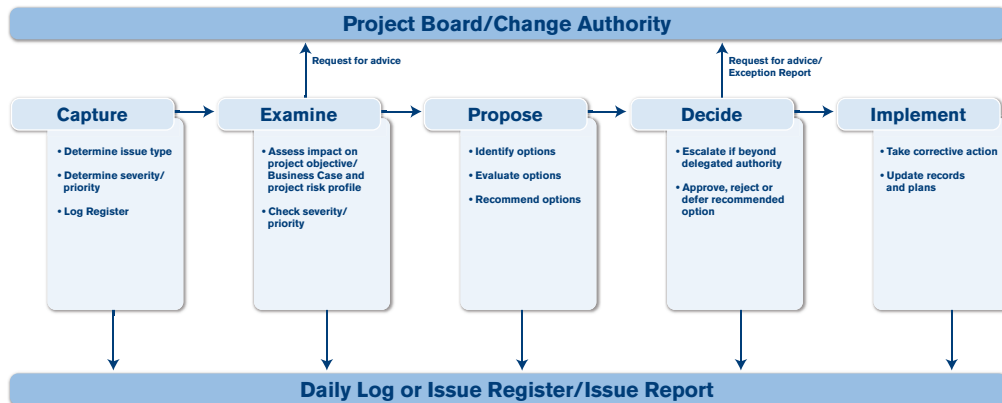 Project Board/Change Authority
Request for advice
Request for advice/
Exception Report
Capture
Examine
Propose
Decide
Implement
• Determine issue type
• Determine severity/
priority
• Log Register
• Assess impact on
project objective/
Business Case and
project risk profile
• Check severity/
priority
• Identify options
• Evaluate options
• Recommend options
• Escalate if beyond
delegated authority
• Approve, reject or
defer recommended
option
• Take corrective action
• Update records
and plans
Daily Log or Issue Register/Issue Report